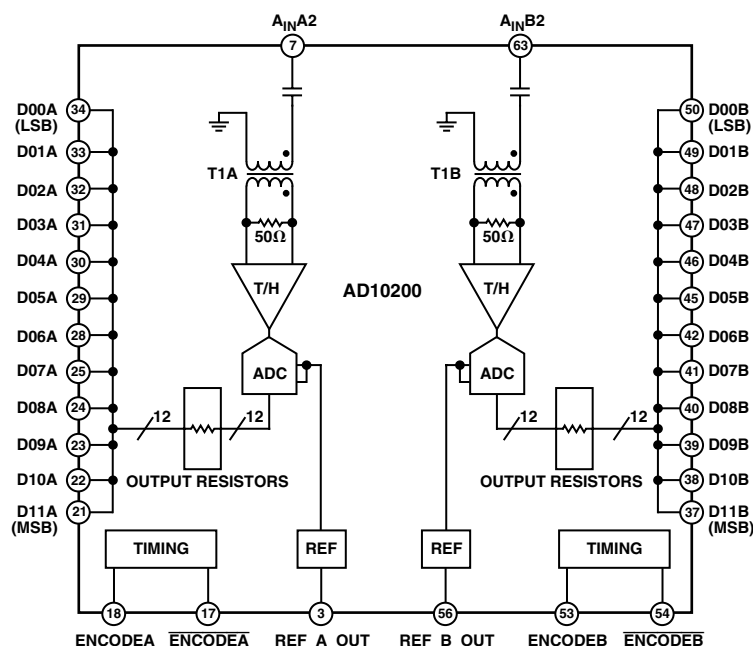 AINA2
AINB2
7
63
D00A
(LSB)
34
50
D00B
(LSB)
D01A
33
49
D01B
T1A
T1B
D02A
32
48
D02B
D03A
31
47
D03B
50Ω
50Ω
D04A
30
46
D04B
T/H
AD10200
T/H
D05A
29
45
D05B
D06A
28
42
D06B
D07A
25
41
D07B
ADC
ADC
D08A
24
40
D08B
12
12
12
12
D09A
23
39
D09B
D10A
22
38
D10B
OUTPUT RESISTORS
OUTPUT RESISTORS
D11A
(MSB)
21
37
D11B
(MSB)
TIMING
REF
REF
TIMING
18
17
3
56
53
54
ENCODEA
ENCODEA
REF_A_OUT
REF_B_OUT
ENCODEB
ENCODEB